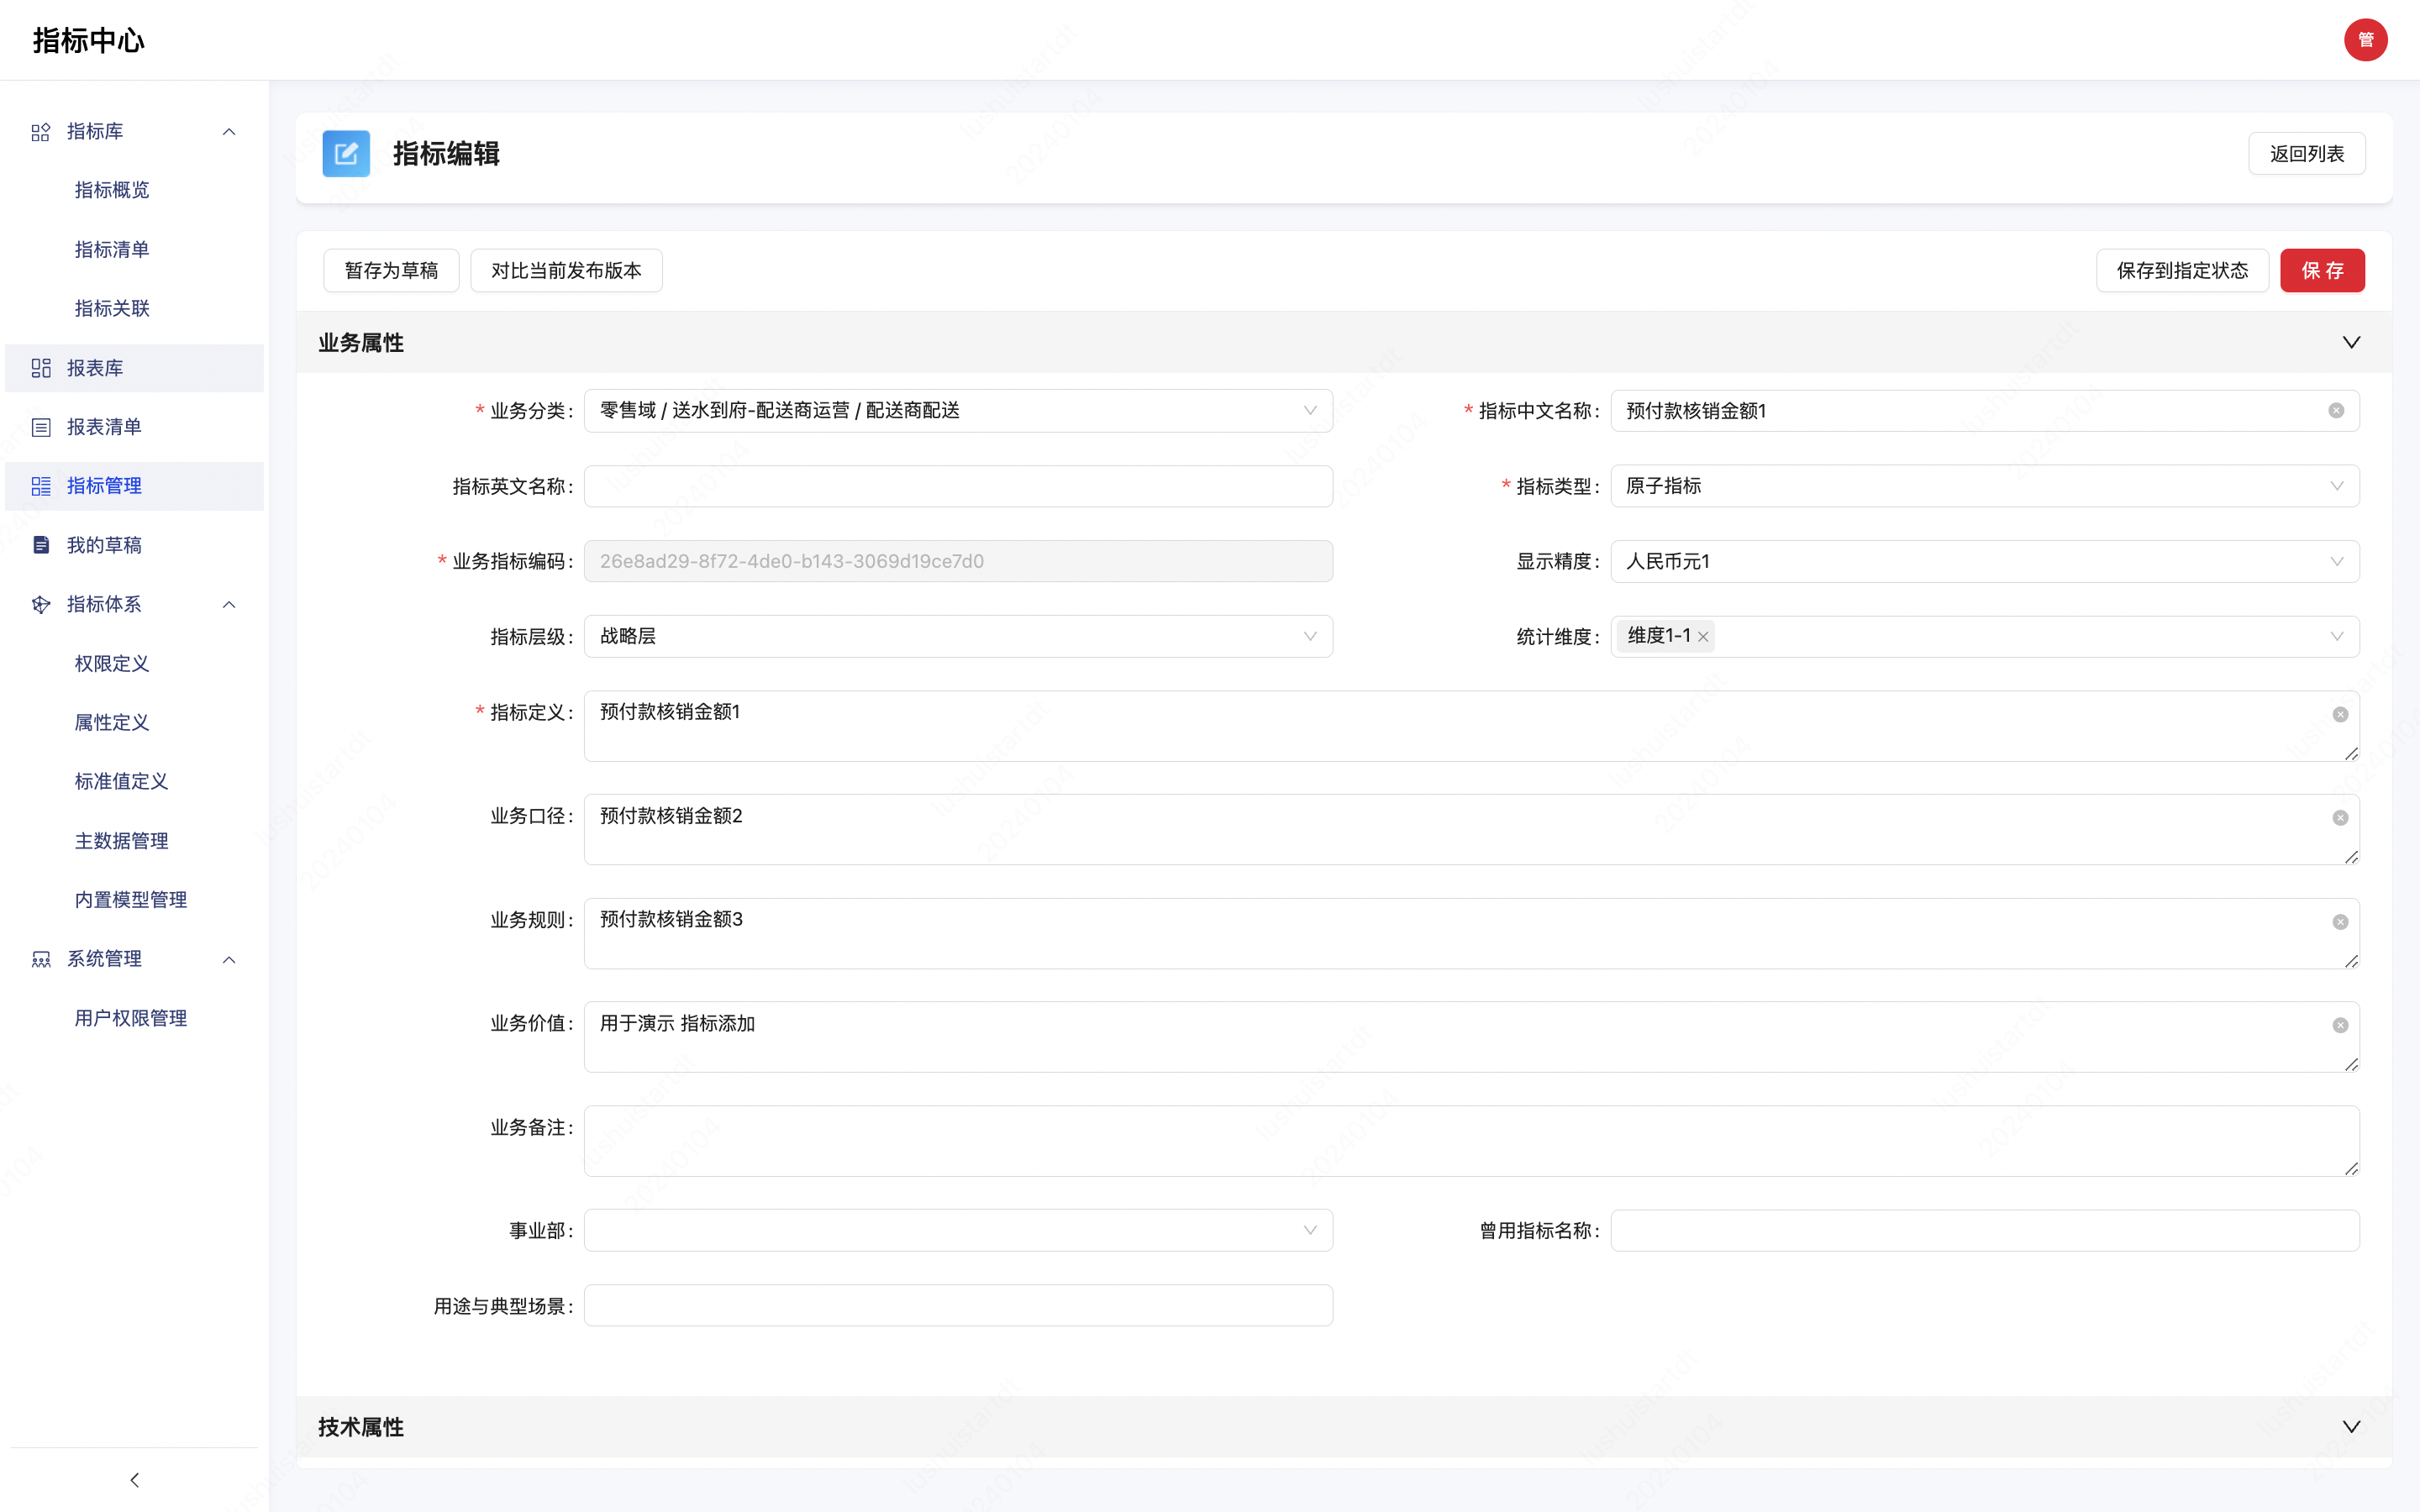 指标中心
管
指标库
指标概览
指标清单
指标关联
报表库
报表清单
指标管理
我的草稿
指标体系
权限定义
属性定义
标准值定义
主数据管理
内置模型管理
系统管理
用户权限管理
指标编辑
返回列表
暂存为草稿 对比当前发布版本 保存到指定状态 保 存
业务属性
* 业务分类: 零售域 / 送水到府-配送商运营 / 配送商配送
* 指标中文名称: 预付款核销金额1
指标英文名称:
* 指标类型: 原子指标
* 业务指标编码: 26e8ad29-8f72-4de0-b143-3069d19ce7d0
显示精度: 人民币元1
指标层级: 战略层
统计维度: 维度1-1
* 指标定义: 预付款核销金额1
业务口径: 预付款核销金额2
业务规则: 预付款核销金额3
业务价值: 用于演示 指标添加
业务备注:
事业部:
曾用指标名称:
用途与典型场景:
技术属性
lushuistartdt
20240104